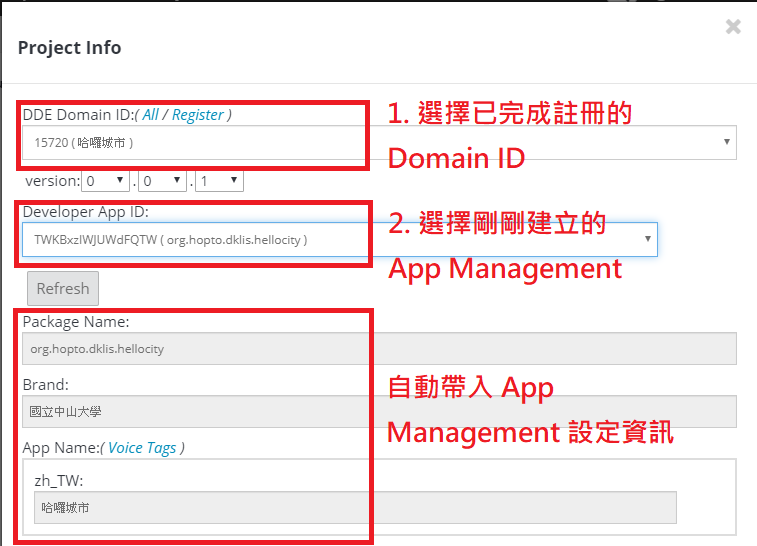 Project Info
DDE Domain ID:( All / Register )
15720 ( 哈囉城市 )
1. 選擇已完成註冊的
Domain ID
version: 0 . 0 . 1
Developer App ID:
TWKBxzIWJUWdFQTW ( org.hopto.dklis.hellocity )
2. 選擇剛剛建立的
App Management
Refresh
Package Name:
org.hopto.dklis.hellocity
Brand:
國立中山大學
自動帶入 App
Management 設定資訊
App Name:( Voice Tags )
zh_TW:
哈囉城市